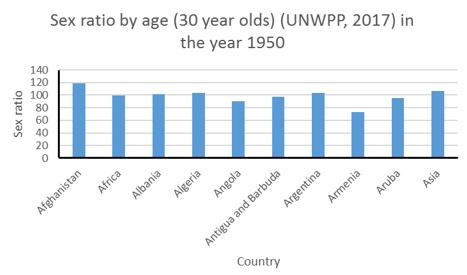 Sex ratio by age (30 year olds) (UNWPP, 2017) in
the year 1950
140
120
100
80
60
40
20
0
Sex ratio
Afghanistan
Africa
Albania
Algeria
Angola
Antigua and Barbuda
Argentina
Armenia
Aruba
Asia
Country